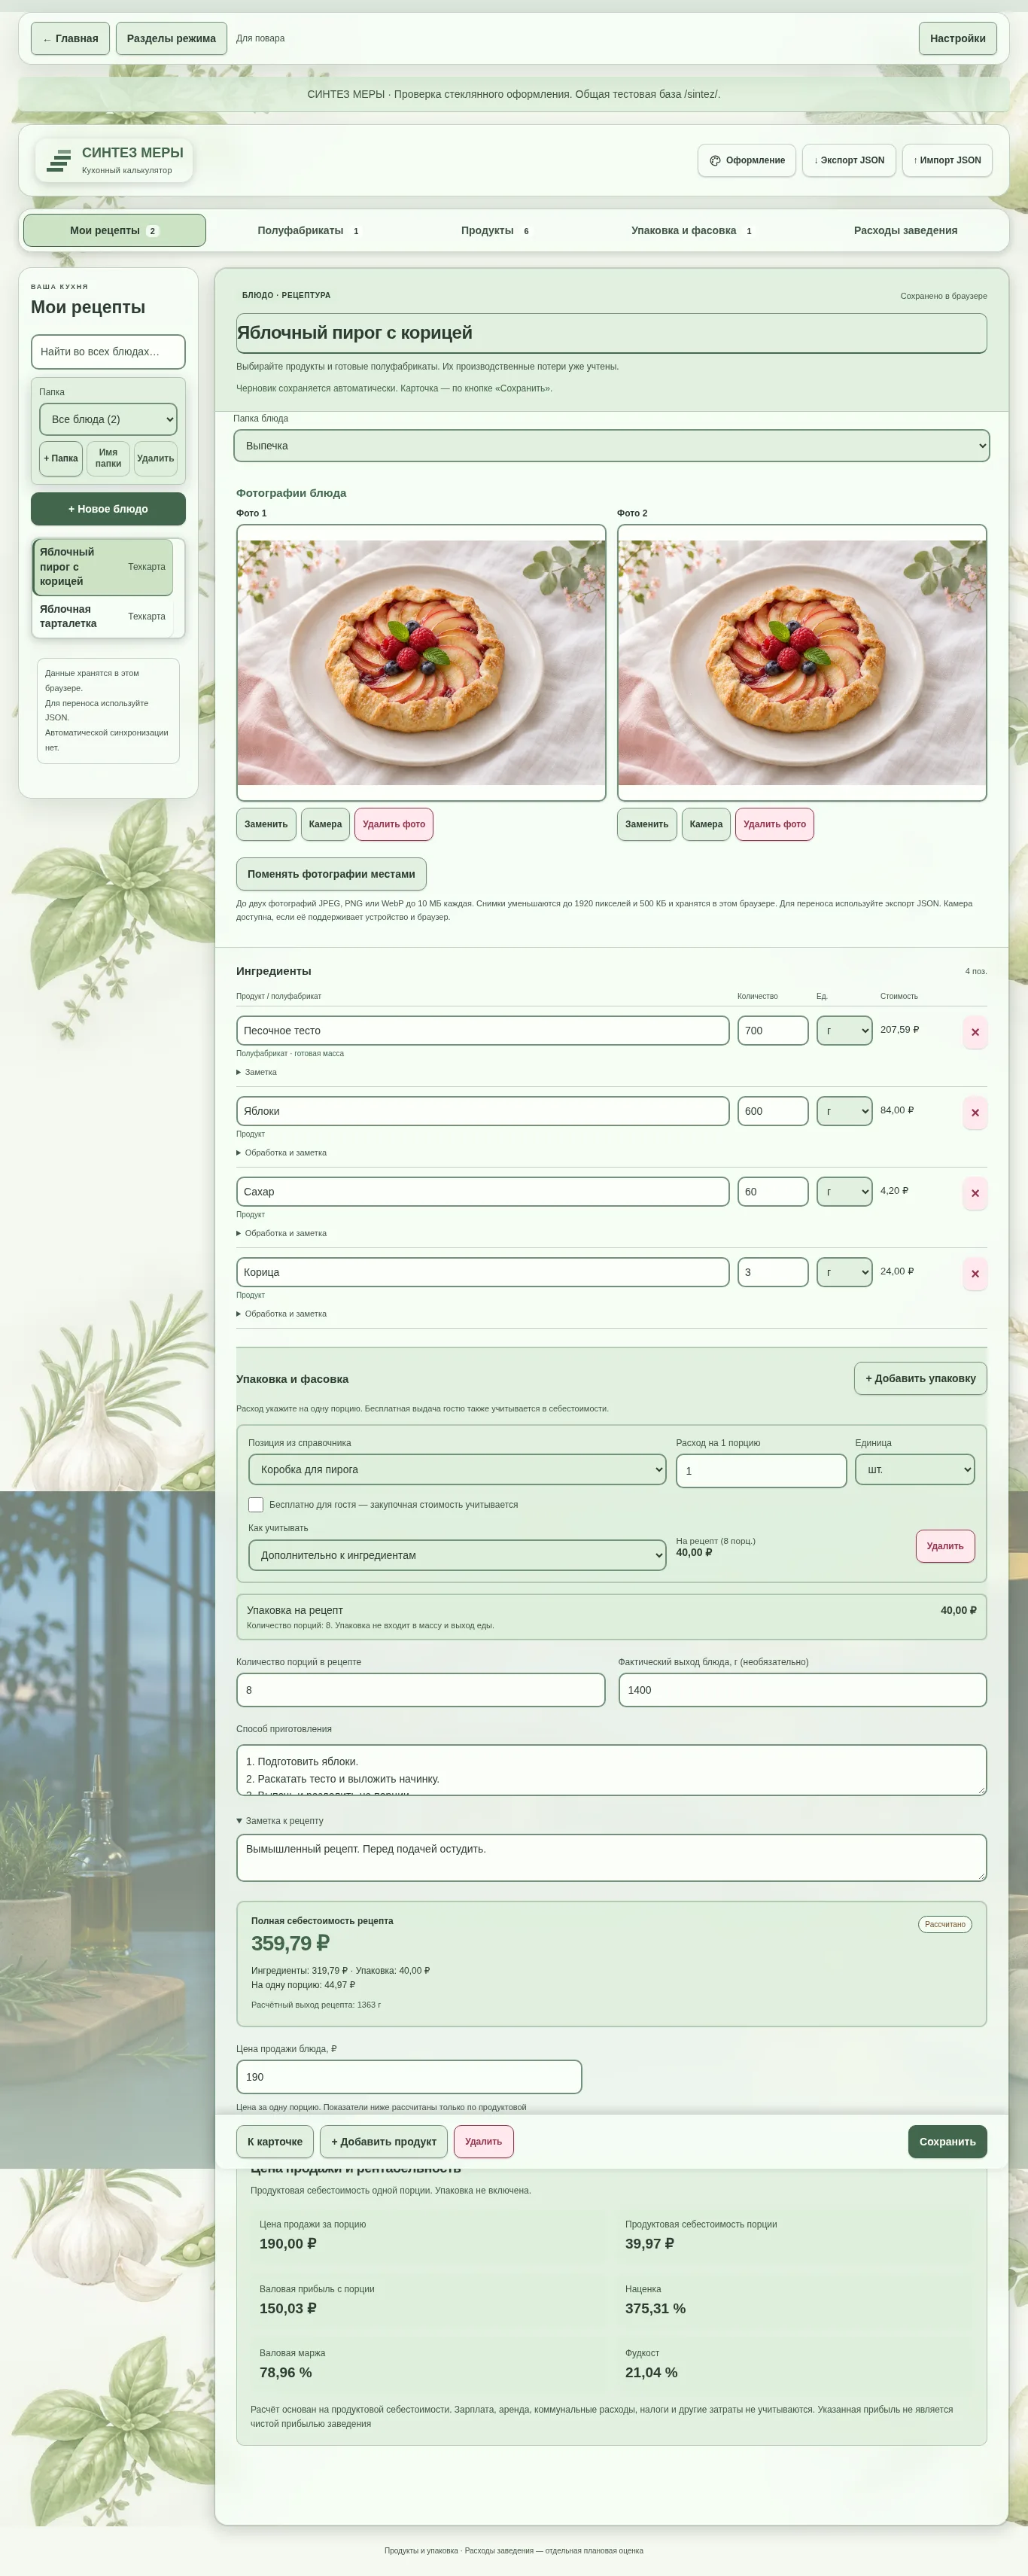 ← Главная
Разделы режима
Для повара
Настройки
СИНТЕЗ МЕРЫ · Проверка стеклянного оформления. Общая тестовая база /sintez/.
СИНТЕЗ МЕРЫ
Кухонный калькулятор
Оформление
↓ Экспорт JSON
↑ Импорт JSON
Мои рецепты 2
Полуфабрикаты 1
Продукты 6
Упаковка и фасовка 1
Расходы заведения
ВАША КУХНЯ
Мои рецепты
Найти во всех блюдах…
Папка
Все блюда (2)
+ Папка
Имя
папки
Удалить
+ Новое блюдо
Яблочный
пирог с
корицей
Техкарта
Яблочная
тарталетка
Техкарта
Данные хранятся в этом
браузере.
Для переноса используйте
JSON.
Автоматической синхронизации
нет.
БЛЮДО · РЕЦЕПТУРА
Сохранено в браузере
Яблочный пирог с корицей
Выбирайте продукты и готовые полуфабрикаты. Их производственные потери уже учтены.
Черновик сохраняется автоматически. Карточка — по кнопке «Сохранить».
Папка блюда
Выпечка
Фотографии блюда
Фото 1
Фото 2
Заменить
Камера
Удалить фото
Заменить
Камера
Удалить фото
Поменять фотографии местами
До двух фотографий JPEG, PNG или WebP до 10 МБ каждая. Снимки уменьшаются до 1920 пикселей и 500 КБ и хранятся в этом браузере. Для переноса используйте экспорт JSON. Камера
доступна, если её поддерживает устройство и браузер.
Ингредиенты
4 поз.
Продукт / полуфабрикат
Количество
Ед.
Стоимость
Песочное тесто
700
г
207,59 ₽
×
Полуфабрикат · готовая масса
▶ Заметка
Яблоки
600
г
84,00 ₽
×
Продукт
▶ Обработка и заметка
Сахар
60
г
4,20 ₽
×
Продукт
▶ Обработка и заметка
Корица
3
г
24,00 ₽
×
Продукт
▶ Обработка и заметка
Упаковка и фасовка
+ Добавить упаковку
Расход укажите на одну порцию. Бесплатная выдача гостю также учитывается в себестоимости.
Позиция из справочника
Расход на 1 порцию
Единица
Коробка для пирога
1
шт.
Бесплатно для гостя — закупочная стоимость учитывается
Как учитывать
Дополнительно к ингредиентам
На рецепт (8 порц.)
40,00 ₽
Удалить
Упаковка на рецепт
40,00 ₽
Количество порций: 8. Упаковка не входит в массу и выход еды.
Количество порций в рецепте
Фактический выход блюда, г (необязательно)
8
1400
Способ приготовления
1. Подготовить яблоки.
2. Раскатать тесто и выложить начинку.
3. Выпечь и разделить на порции.
▼ Заметка к рецепту
Вымышленный рецепт. Перед подачей остудить.
Полная себестоимость рецепта
Рассчитано
359,79 ₽
Ингредиенты: 319,79 ₽ · Упаковка: 40,00 ₽
На одну порцию: 44,97 ₽
Расчётный выход рецепта: 1363 г
Цена продажи блюда, ₽
190
Цена за одну порцию. Показатели ниже рассчитаны только по продуктовой
К карточке
+ Добавить продукт
Удалить
Сохранить
Цена продажи и рентабельность
Продуктовая себестоимость одной порции. Упаковка не включена.
Цена продажи за порцию
190,00 ₽
Продуктовая себестоимость порции
39,97 ₽
Валовая прибыль с порции
150,03 ₽
Наценка
375,31 %
Валовая маржа
78,96 %
Фудкост
21,04 %
Расчёт основан на продуктовой себестоимости. Зарплата, аренда, коммунальные расходы, налоги и другие затраты не учитываются. Указанная прибыль не является
чистой прибылью заведения
Продукты и упаковка · Расходы заведения — отдельная плановая оценка